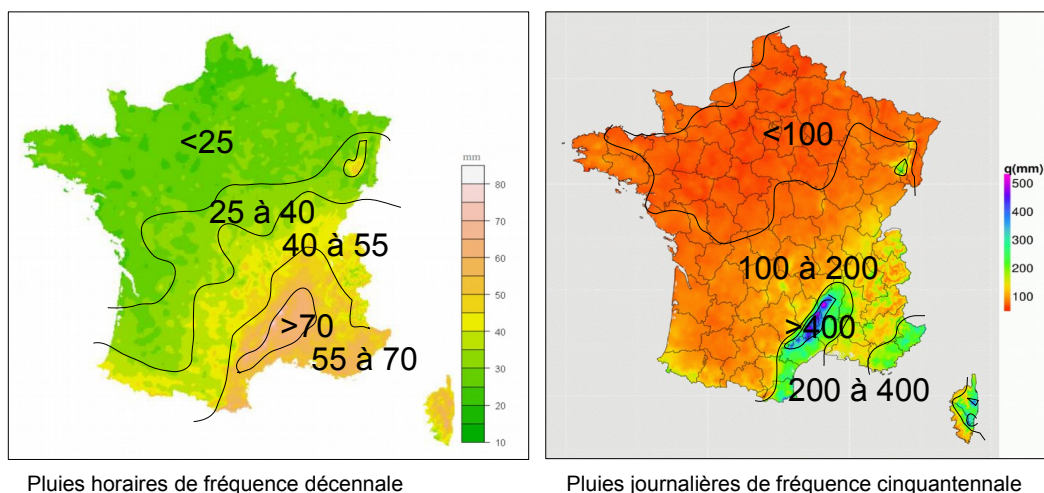 <25
25 à 40
40 à 55
>70
55 à 70
mm
80
70
60
50
40
30
20
10
<100
100 à 200
>400
200 à 400
q(mm)
500
400
300
200
100
Pluies horaires de fréquence décennale
Pluies journalières de fréquence cinquantennale